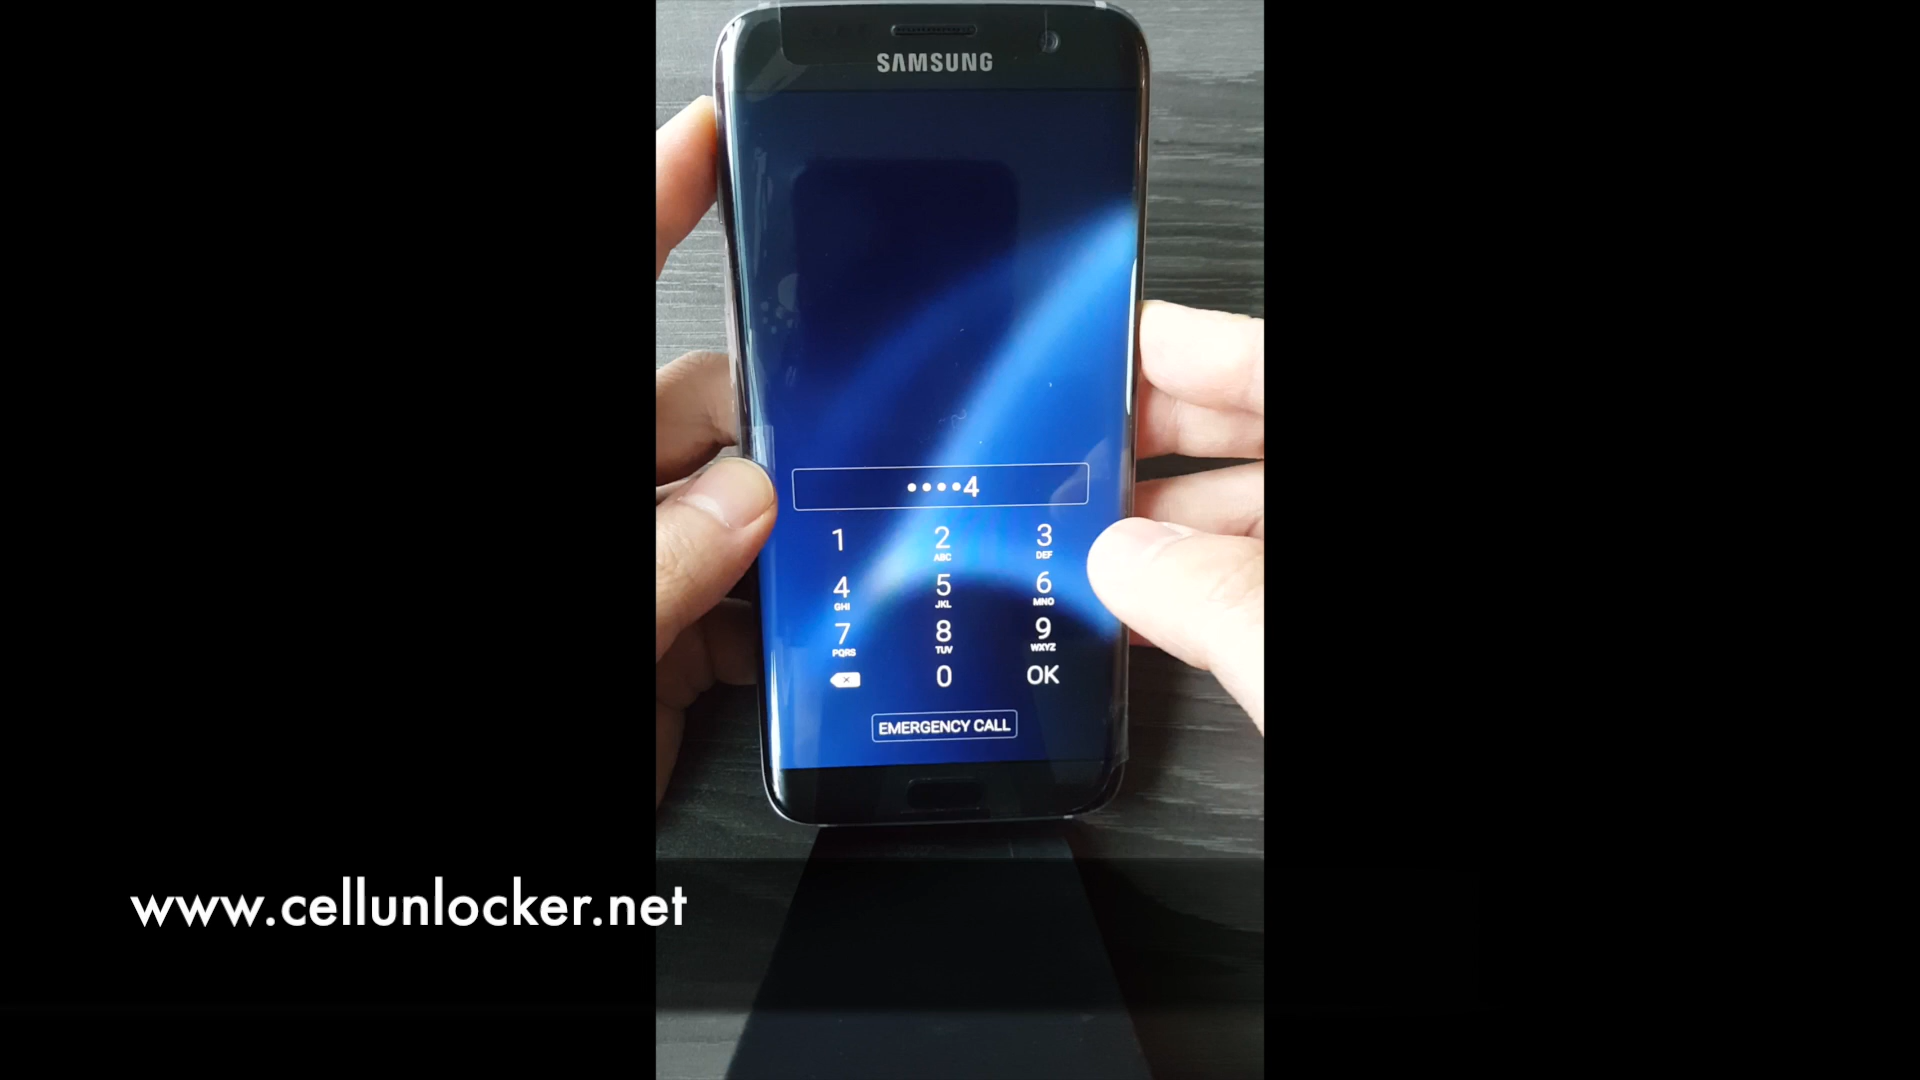 SAMSUNG
••••4
1
2 ABC
3 DEF
4 GHI
5 JKL
6 MNO
7 PQRS
8 TUV
9 WXYZ
0
OK
EMERGENCY CALL
www.cellunlocker.net